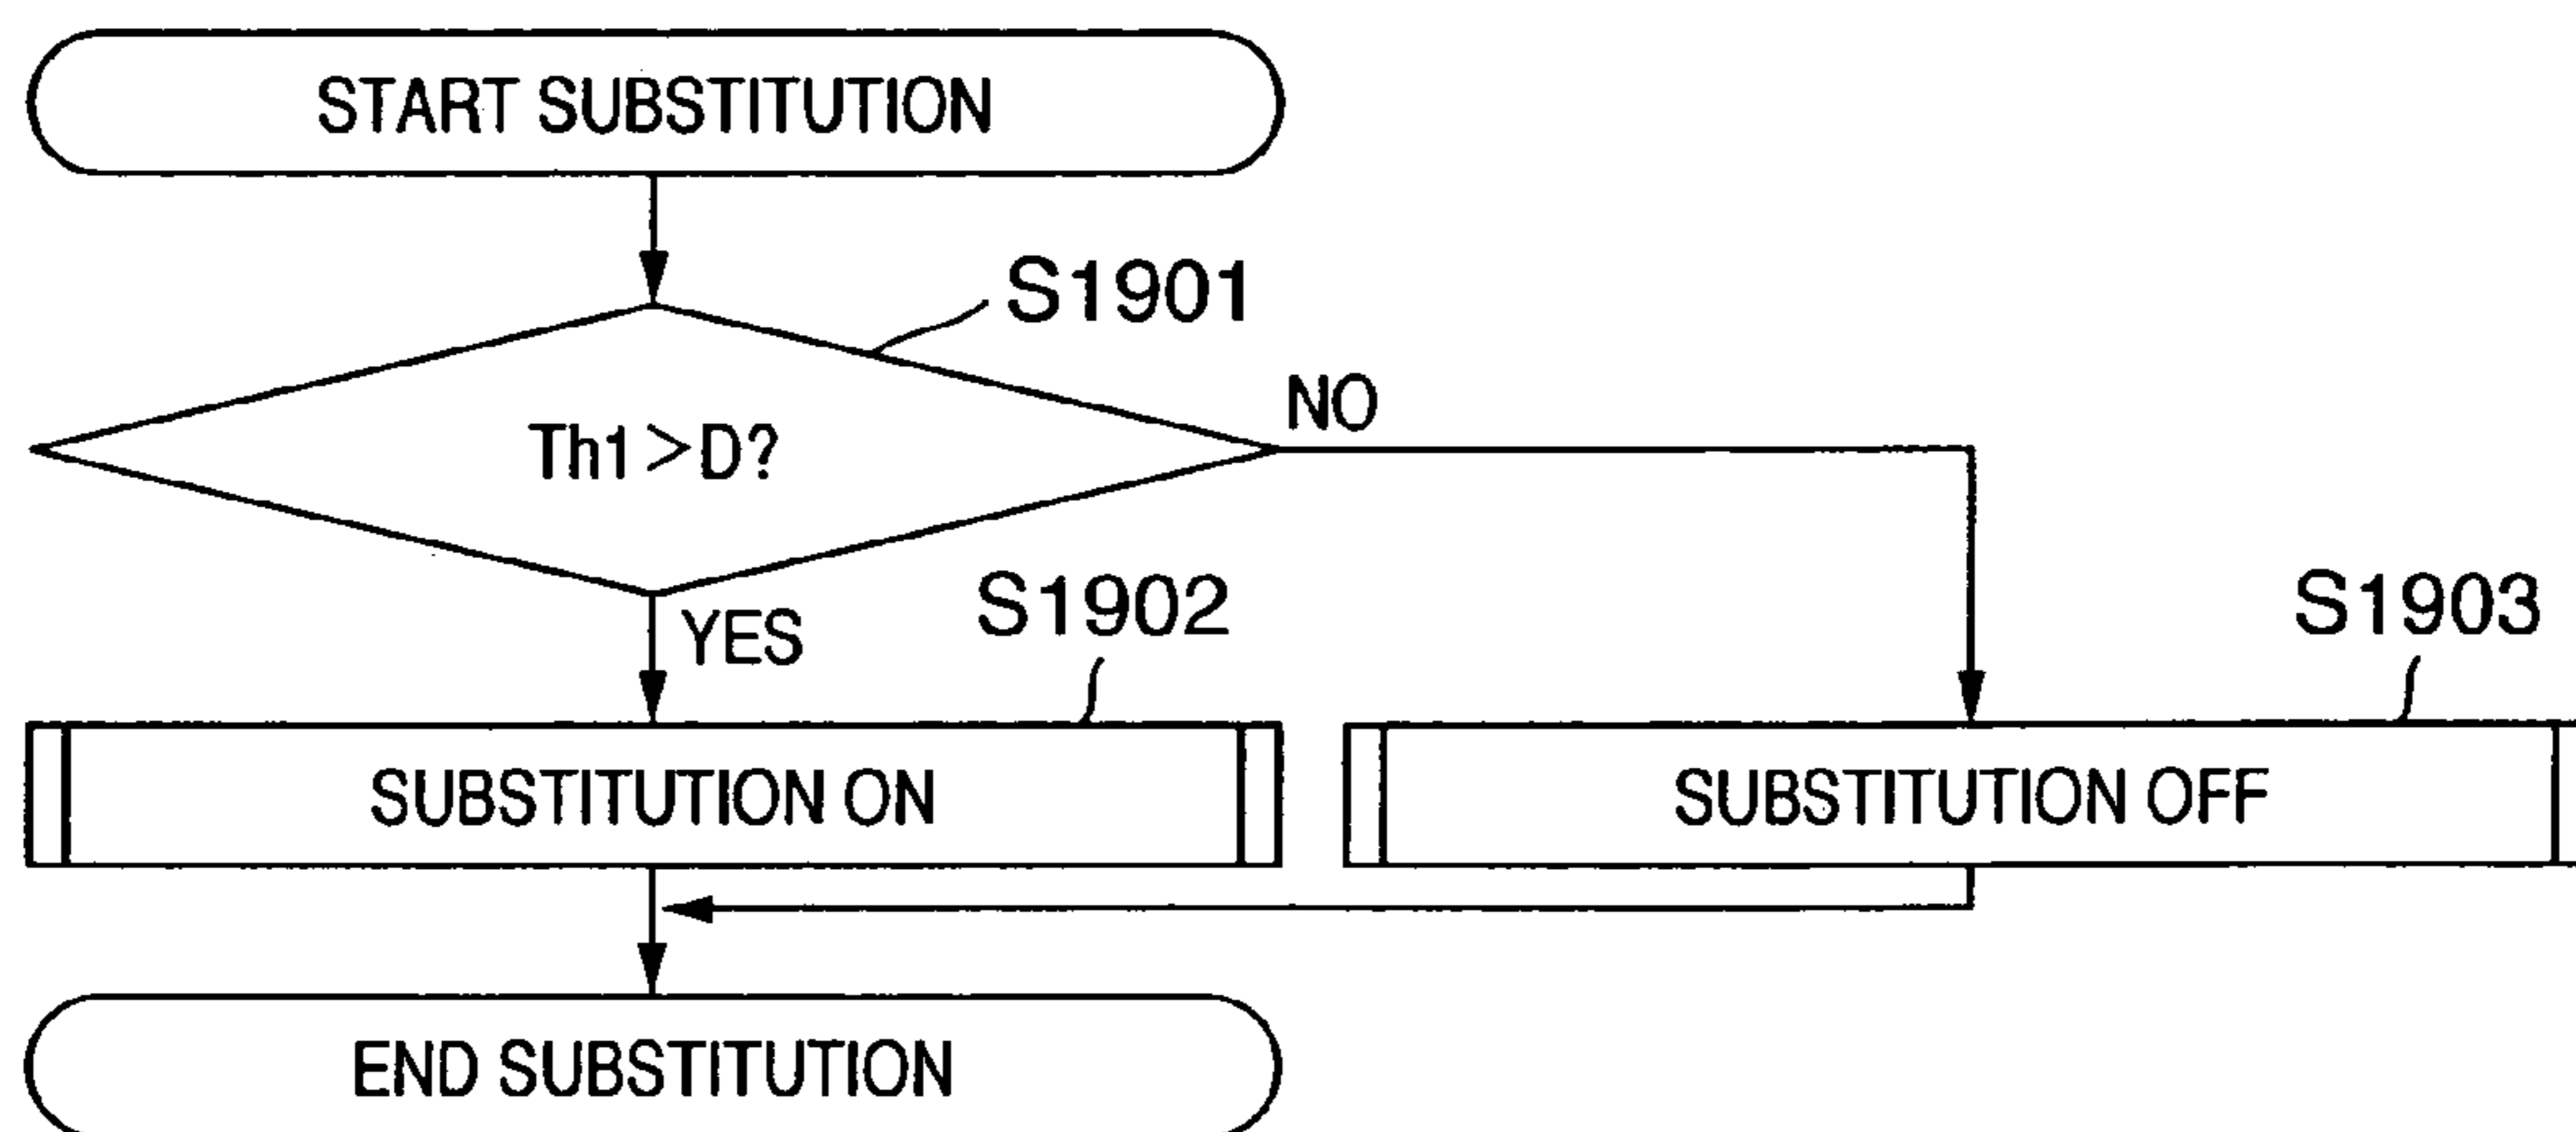 START SUBSTITUTION
S1901
Th1>D?
NO
YES
S1902
S1903
SUBSTITUTION ON
SUBSTITUTION OFF
END SUBSTITUTION